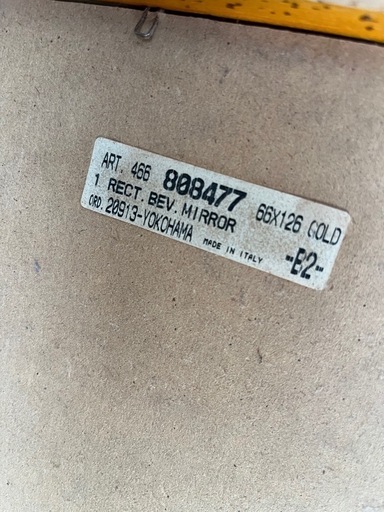 ART. 466 808477 66X126 GOLD
1 RECT. BEV. MIRROR
ORD. 20913-YOKOHAMA MADE IN ITALY -B2-